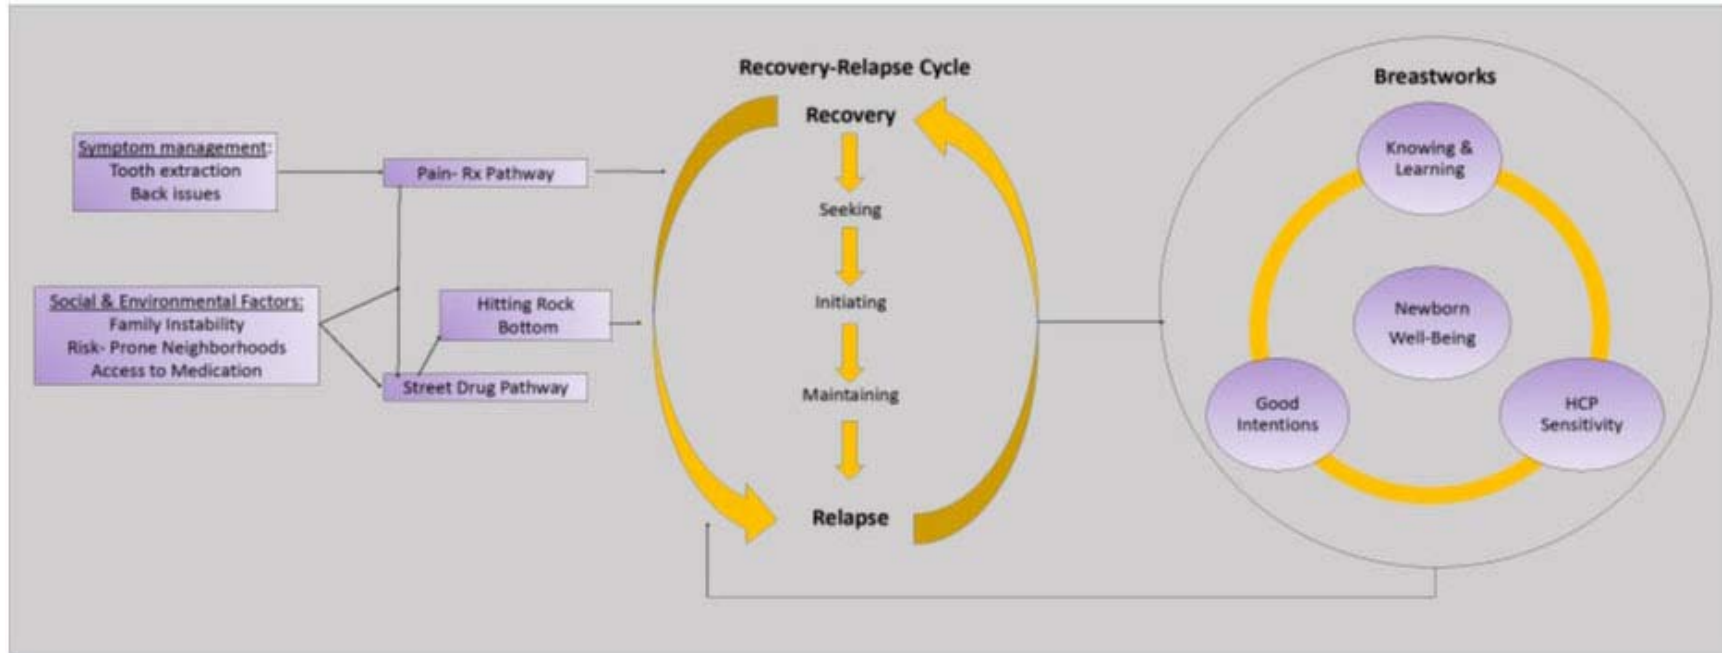 Recovery-Relapse Cycle
Breastworks
Symptom management:
Tooth extraction
Back issues
Pain- Rx Pathway
Social & Environmental Factors:
Family Instability
Risk- Prone Neighborhoods
Access to Medication
Hitting Rock
Bottom
Street Drug Pathway
Recovery
Seeking
Initiating
Maintaining
Relapse
Knowing &
Learning
Newborn
Well-Being
Good
Intentions
HCP
Sensitivity